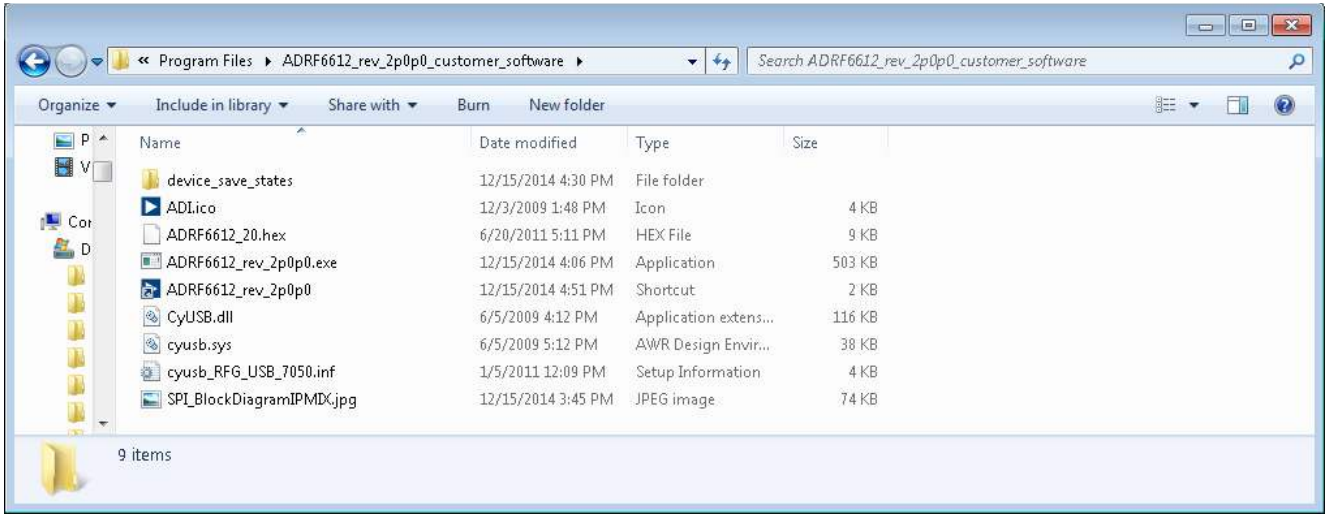 « Program Files ▸ ADRF6612_rev_2p0p0_customer_software ▸ Search ADRF6612_rev_2p0p0_customer_software
Organize Include in library Share with Burn New folder
Name Date modified Type Size
P
V
Cor
D
device_save_states 12/15/2014 4:30 PM File folder
ADI.ico 12/3/2009 1:48 PM Icon 4 KB
ADRF6612_20.hex 6/20/2011 5:11 PM HEX File 9 KB
ADRF6612_rev_2p0p0.exe 12/15/2014 4:06 PM Application 503 KB
ADRF6612_rev_2p0p0 12/15/2014 4:51 PM Shortcut 2 KB
CyUSB.dll 6/5/2009 4:12 PM Application extens... 116 KB
cyusb.sys 6/5/2009 5:12 PM AWR Design Envir... 38 KB
cyusb_RFG_USB_7050.inf 1/5/2011 12:09 PM Setup Information 4 KB
SPI_BlockDiagramIPMIX.jpg 12/15/2014 3:45 PM JPEG image 74 KB
9 items